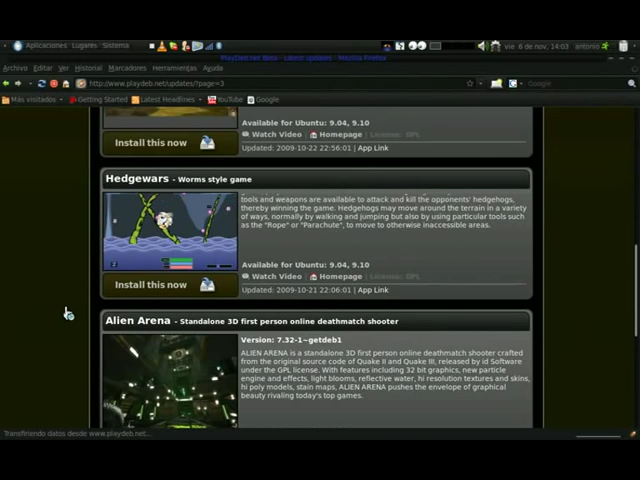 Aplicaciones Lugares Sistema
vie 6 de nov, 14:03 antonio
PlayDeb.net Beta - Latest updates - Mozilla Firefox
Archivo Editar Ver Historial Marcadores Herramientas Ayuda
http://www.playdeb.net/updates/?page=3
Google
Más visitados Getting Started Latest Headlines YouTube Google
Available for Ubuntu: 9.04, 9.10
Install this now
Watch Video Homepage License: GPL
Updated: 2009-10-22 22:56:01 | App Link
Hedgewars - Worms style game
tools and weapons are available to attack and kill the opponents' hedgehogs,
thereby winning the game. Hedgehogs may move around the terrain in a variety
of ways, normally by walking and jumping but also by using particular tools such
as the "Rope" or "Parachute", to move to otherwise inaccessible areas.
Available for Ubuntu: 9.04, 9.10
Install this now
Watch Video Homepage License: GPL
Updated: 2009-10-21 22:06:01 | App Link
Alien Arena - Standalone 3D first person online deathmatch shooter
Version: 7.32-1~getdeb1
ALIEN ARENA is a standalone 3D first person online deathmatch shooter crafted
from the original source code of Quake II and Quake III, released by id Software
under the GPL license. With features including 32 bit graphics, new particle
engine and effects, light blooms, reflective water, hi resolution textures and skins,
hi poly models, stain maps, ALIEN ARENA pushes the envelope of graphical
beauty rivaling today's top games.
Transfiriendo datos desde www.playdeb.net...